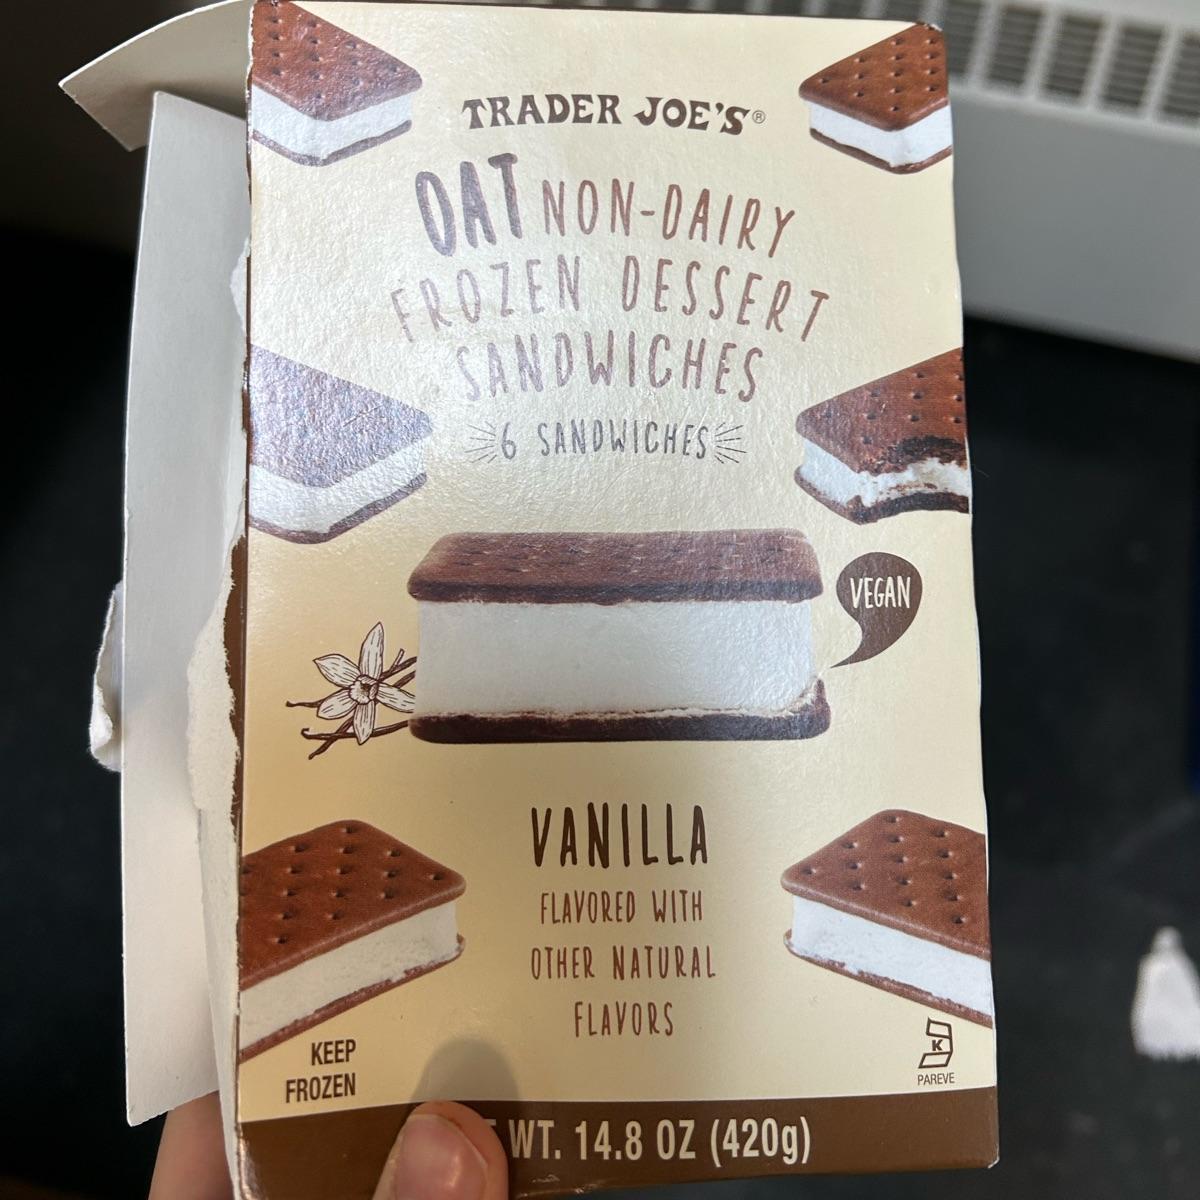 TRADER JOE'S®
OAT NON-DAIRY
FROZEN DESSERT
SANDWICHES
6 SANDWICHES
VEGAN
VANILLA
FLAVORED WITH
OTHER NATURAL
FLAVORS
KEEP
FROZEN
K
PAREVE
WT. 14.8 OZ (420g)